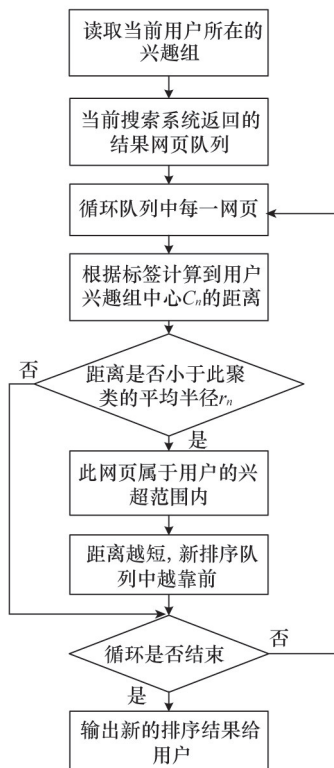 读取当前用户所在的
兴趣组
当前搜索系统返回的
结果网页队列
循环队列中每一网页
根据标签计算到用户
兴趣组中心Cn的距离
否
距离是否小于此聚
类的平均半径rn
是
此网页属于用户的兴
超范围内
距离越短,新排序队
列中越靠前
循环是否结束
否
是
输出新的排序结果给
用户